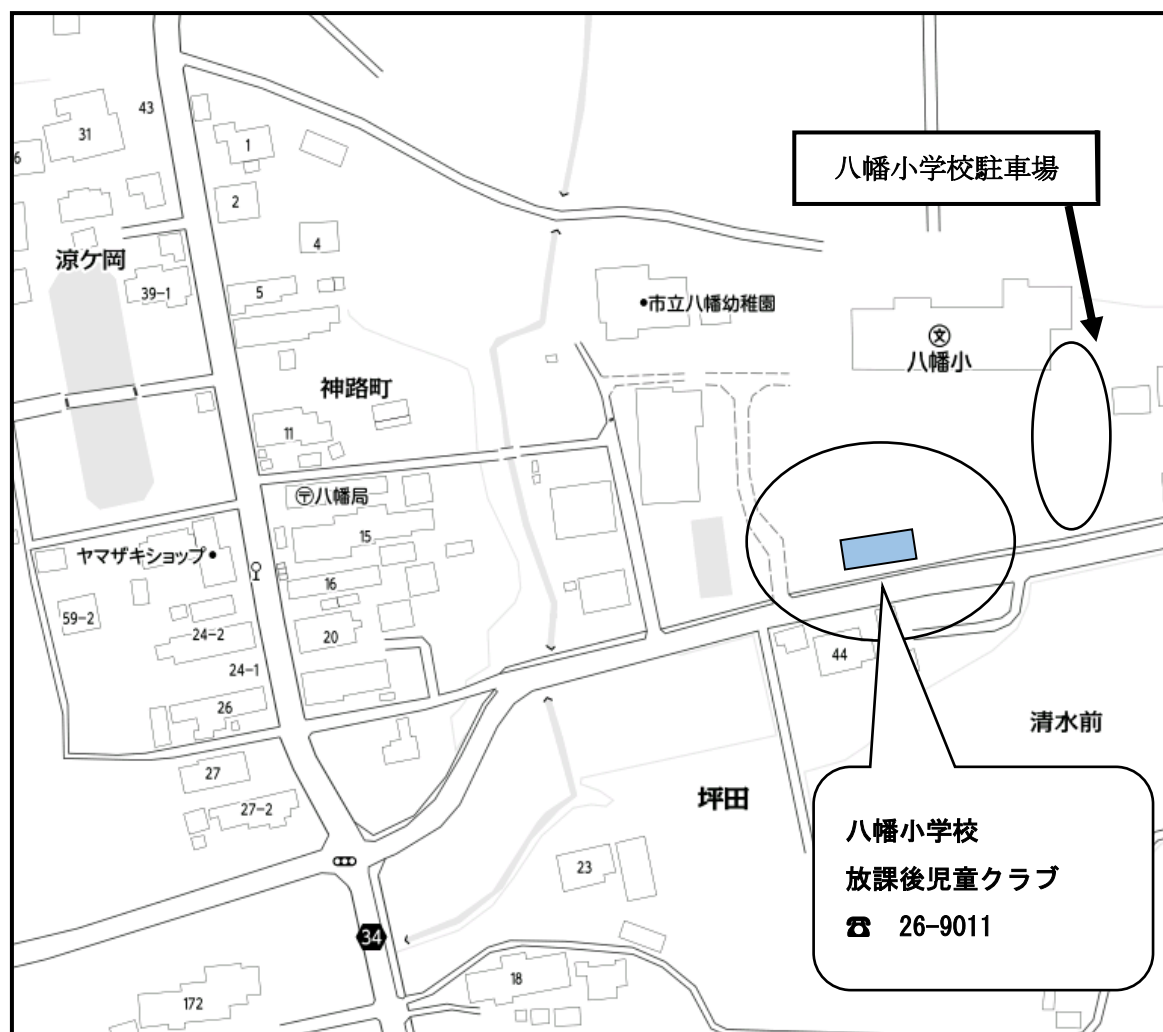 43
31
6
1
八幡小学校駐車場
2
4
涼ケ岡
39-1
5
●市立八幡幼稚園
文
八幡小
神路町
11
〒八幡局
15
ヤマザキショップ●
16
59-2
24-2
20
44
24-1
26
清水前
27
坪田
27-2
八幡小学校
23
放課後児童クラブ
☎ 26-9011
34
18
172